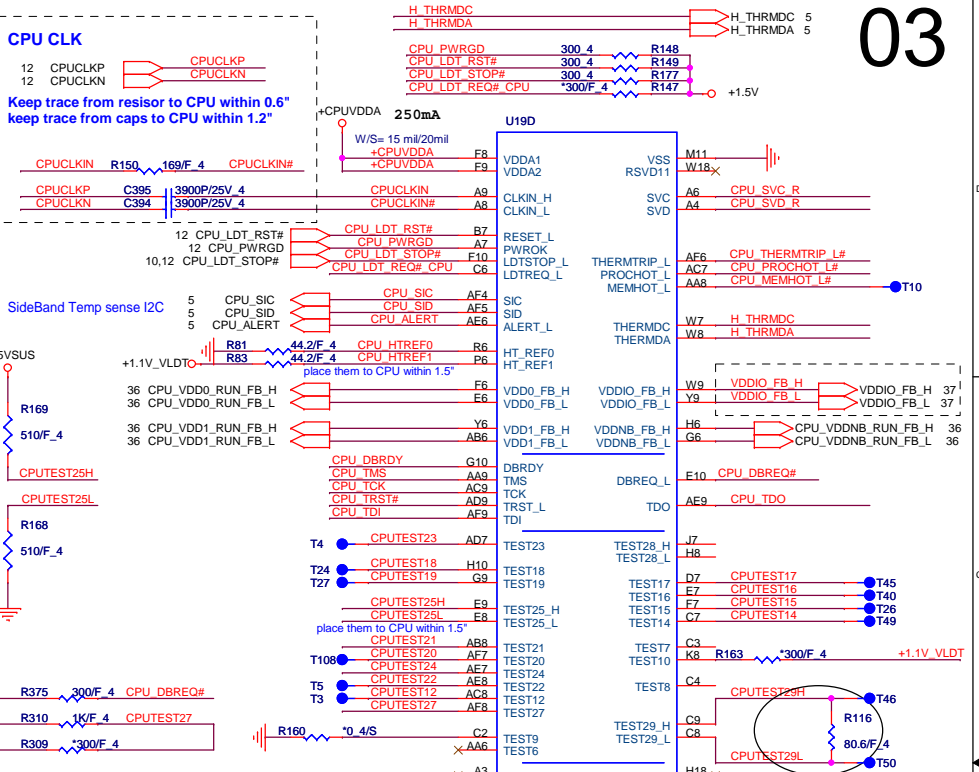 H_THRMDC H_THRMDC 5
H_THRMDA H_THRMDA 5
03
CPU CLK
12 CPUCLKP CPUCLKP
12 CPUCLKN CPUCLKN
Keep trace from resisor to CPU within 0.6"
keep trace from caps to CPU within 1.2"
CPU_PWRGD 300_4 R148
CPU_LDT_RST# 300_4 R149
CPU_LDT_STOP# 300_4 R177
CPU_LDT_REQ#_CPU *300/F_4 R147 +1.5V
+CPUVDDA 250mA
U19D
W/S= 15 mil/20mil
+CPUVDDA F8 VDDA1 VSS M11
+CPUVDDA F9 VDDA2 RSVD11 W18
CPUCLKIN R150 169/F_4 CPUCLKIN#
CPUCLKP C395 3900P/25V_4 CPUCLKIN A9 CLKIN_H SVC A6 CPU_SVC_R
CPUCLKN C394 3900P/25V_4 CPUCLKIN# A8 CLKIN_L SVD A4 CPU_SVD_R
12 CPU_LDT_RST# CPU_LDT_RST# B7 RESET_L
12 CPU_PWRGD CPU_PWRGD A7 PWROK
10,12 CPU_LDT_STOP# CPU_LDT_STOP# F10 LDTSTOP_L THERMTRIP_L AF6 CPU_THERMTRIP_L#
CPU_LDT_REQ#_CPU C6 LDTREQ_L PROCHOT_L AC7 CPU_PROCHOT_L#
MEMHOT_L AA8 CPU_MEMHOT_L# T10
SideBand Temp sense I2C
5 CPU_SIC CPU_SIC AF4 SIC
5 CPU_SID CPU_SID AF5 SID
5 CPU_ALERT CPU_ALERT AE6 ALERT_L THERMDC W7 H_THRMDC
THERMDA W8 H_THRMDA
R81 44.2/F_4 CPU_HTREF0 R6 HT_REF0
+1.1V_VLDT R83 44.2/F_4 CPU_HTREF1 P6 HT_REF1
place them to CPU within 1.5"
5VSUS
36 CPU_VDD0_RUN_FB_H F6 VDD0_FB_H VDDIO_FB_H W9 VDDIO_FB_H VDDIO_FB_H 37
36 CPU_VDD0_RUN_FB_L E6 VDD0_FB_L VDDIO_FB_L Y9 VDDIO_FB_L VDDIO_FB_L 37
R169
510/F_4
36 CPU_VDD1_RUN_FB_H Y6 VDD1_FB_H VDDNB_FB_H H6 CPU_VDDNB_RUN_FB_H 36
36 CPU_VDD1_RUN_FB_L AB6 VDD1_FB_L VDDNB_FB_L G6 CPU_VDDNB_RUN_FB_L 36
CPUTEST25H
CPU_DBRDY G10 DBRDY
CPU_TMS AA9 TMS DBREQ_L E10 CPU_DBREQ#
CPU_TCK AC9 TCK
CPU_TRST# AD9 TRST_L TDO AE9 CPU_TDO
CPU_TDI AF9 TDI
CPUTEST25L
R168
510/F_4
T4 CPUTEST23 AD7 TEST23 TEST28_H J7
TEST28_L H8
T24 CPUTEST18 H10 TEST18
T27 CPUTEST19 G9 TEST19 TEST17 D7 CPUTEST17 T45
TEST16 E7 CPUTEST16 T40
CPUTEST25H E9 TEST25_H TEST15 F7 CPUTEST15 T26
CPUTEST25L E8 TEST25_L TEST14 C7 CPUTEST14 T49
place them to CPU within 1.5"
CPUTEST21 AB8 TEST21 TEST7 C3
T108 CPUTEST20 AF7 TEST20 TEST10 K8 R163 *300/F_4 +1.1V_VLDT
CPUTEST24 AE7 TEST24
T5 CPUTEST22 AE8 TEST22 TEST8 C4
T3 CPUTEST12 AC8 TEST12
CPUTEST27 AF8 TEST27
R375 300/F_4 CPU_DBREQ#
R310 1K/F_4 CPUTEST27
R309 *300/F_4
CPUTEST29H T46
TEST29_H C9
TEST29_L C8
R116
80.6/F_4
CPUTEST29L T50
R160 *0_4/S C2 TEST9
AA6 TEST6
A3
H18